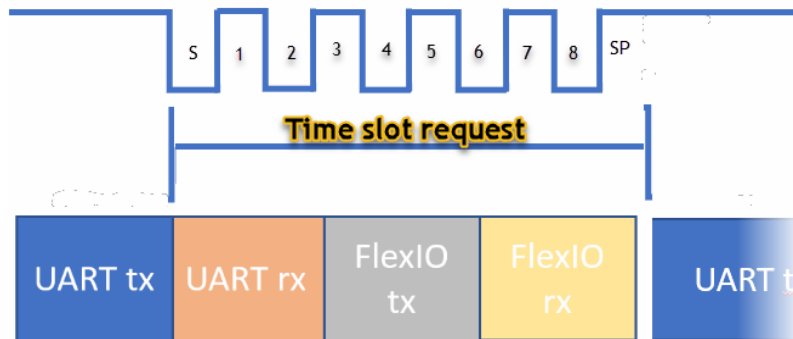 S 1 2 3 4 5 6 7 8 SP
Time slot request
UART tx UART rx FlexIO FlexIO UART t
tx rx